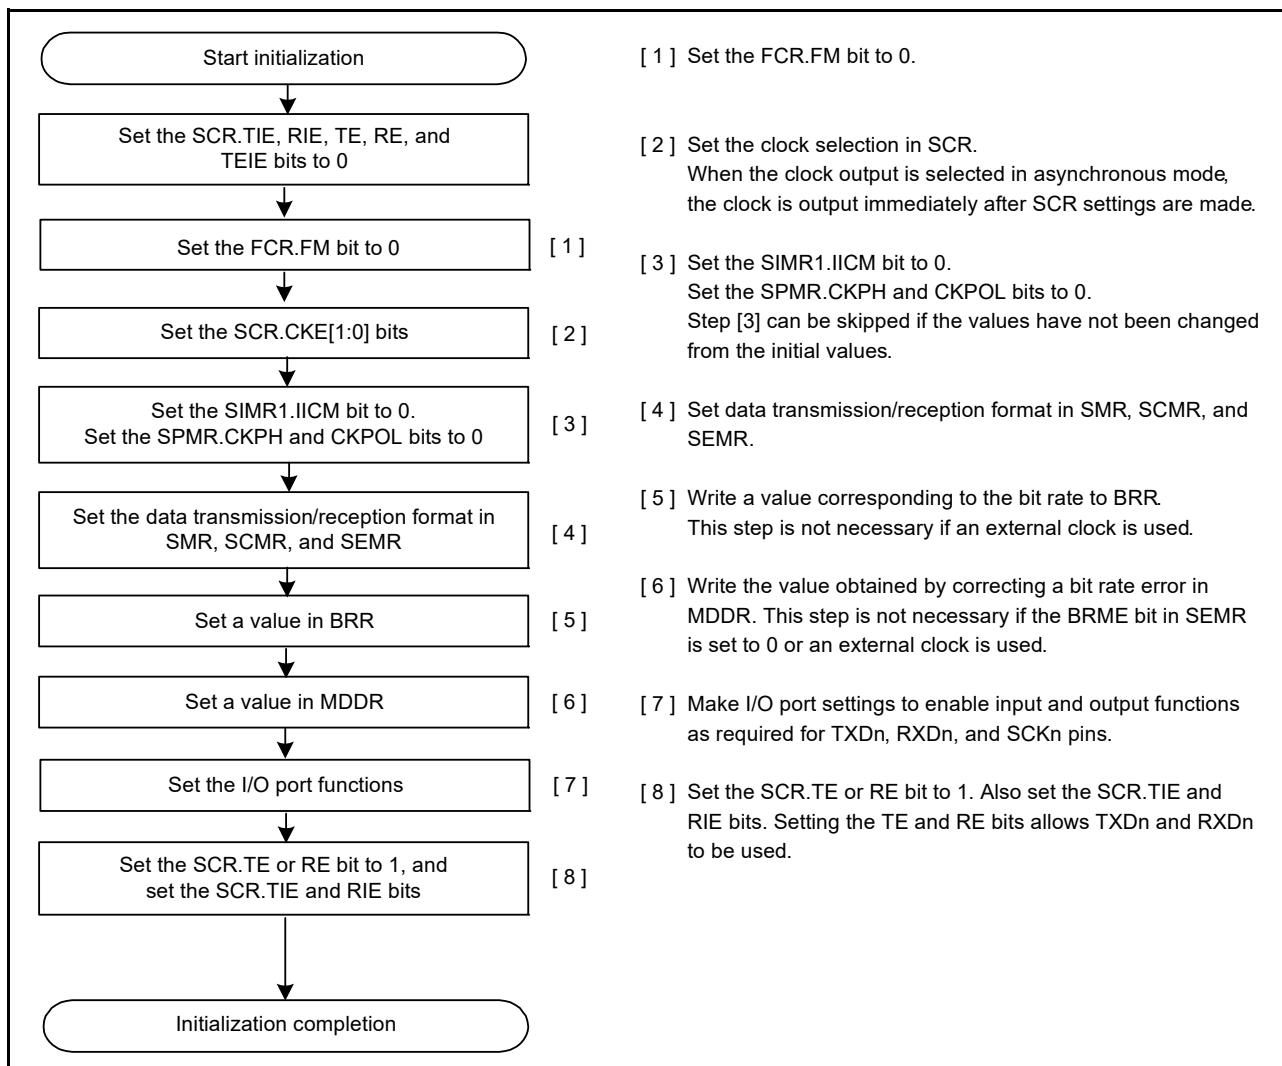 Start initialization
Set the SCR.TIE, RIE, TE, RE, and
TEIE bits to 0
Set the FCR.FM bit to 0
[ 1 ]
Set the SCR.CKE[1:0] bits
[ 2 ]
Set the SIMR1.IICM bit to 0.
Set the SPMR.CKPH and CKPOL bits to 0
[ 3 ]
Set the data transmission/reception format in
SMR, SCMR, and SEMR
[ 4 ]
Set a value in BRR
[ 5 ]
Set a value in MDDR
[ 6 ]
Set the I/O port functions
[ 7 ]
Set the SCR.TE or RE bit to 1, and
set the SCR.TIE and RIE bits
[ 8 ]
Initialization completion
[ 1 ] Set the FCR.FM bit to 0.
[ 2 ] Set the clock selection in SCR.
When the clock output is selected in asynchronous mode,
the clock is output immediately after SCR settings are made.
[ 3 ] Set the SIMR1.IICM bit to 0.
Set the SPMR.CKPH and CKPOL bits to 0.
Step [3] can be skipped if the values have not been changed
from the initial values.
[ 4 ] Set data transmission/reception format in SMR, SCMR, and
SEMR.
[ 5 ] Write a value corresponding to the bit rate to BRR.
This step is not necessary if an external clock is used.
[ 6 ] Write the value obtained by correcting a bit rate error in
MDDR. This step is not necessary if the BRME bit in SEMR
is set to 0 or an external clock is used.
[ 7 ] Make I/O port settings to enable input and output functions
as required for TXDn, RXDn, and SCKn pins.
[ 8 ] Set the SCR.TE or RE bit to 1. Also set the SCR.TIE and
RIE bits. Setting the TE and RE bits allows TXDn and RXDn
to be used.